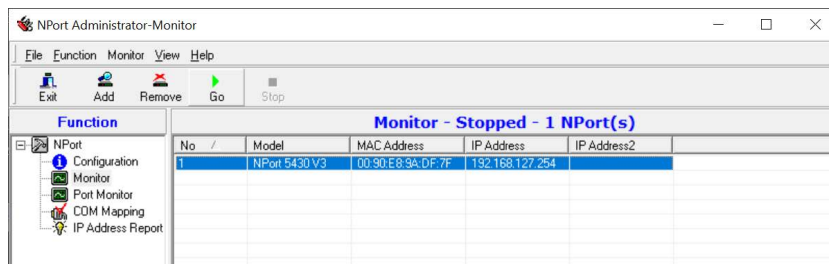 NPort Administrator-Monitor
File Function Monitor View Help
Exit Add Remove Go Stop
Function
Monitor - Stopped - 1 NPort(s)
NPort
Configuration
Monitor
Port Monitor
COM Mapping
IP Address Report
No / Model MAC Address IP Address IP Address2
1 NPort 5430 V3 00:90:E8:9A:DF:7F 192.168.127.254